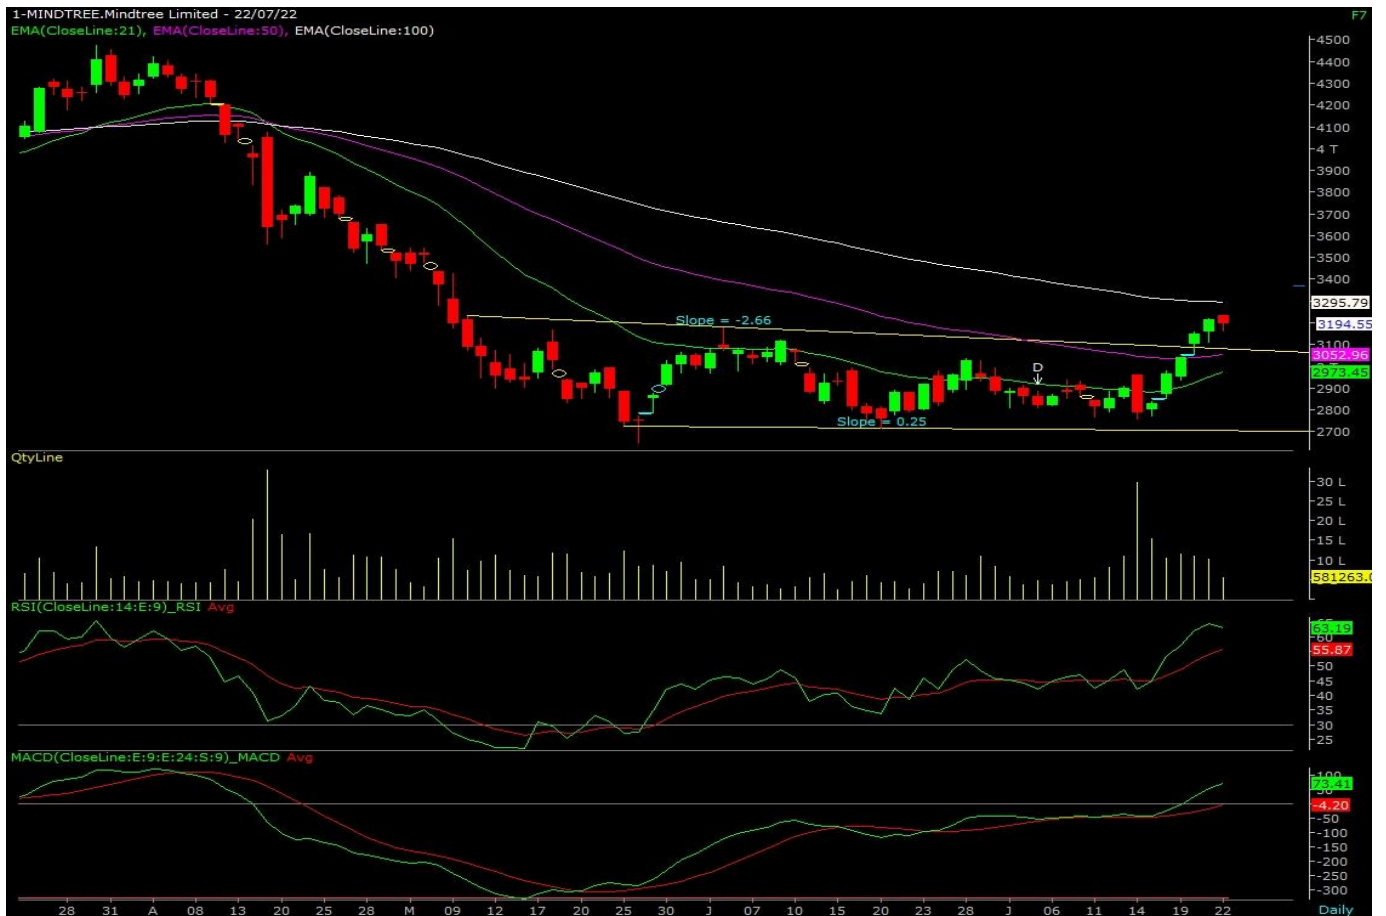 1-MINDTREE.Mindtree Limited - 22/07/22
F7
EMA(CloseLine:21), EMA(CloseLine:50), EMA(CloseLine:100)
4500
4400
4300
4200
4100
4 T
3900
3800
3700
3600
3500
3400
3295.79
Slope = -2.66
3194.55
3100
3052.96
D
2973.45
2900
2800
Slope = 0.25
2700
QtyLine
30 L
25 L
20 L
15 L
10 L
581263.0
RSI(CloseLine:14:E:9)_RSI Avg
63.19
60
55.87
50
45
40
35
30
25
MACD(CloseLine:E:9:E:24:S:9)_MACD Avg
100
73.41
-4.20
-50
-100
-150
-200
-250
-300
28 31 A 08 13 20 25 28 M 09 12 17 20 25 30 J 07 10 15 20 23 28 J 06 11 14 19 22 Daily